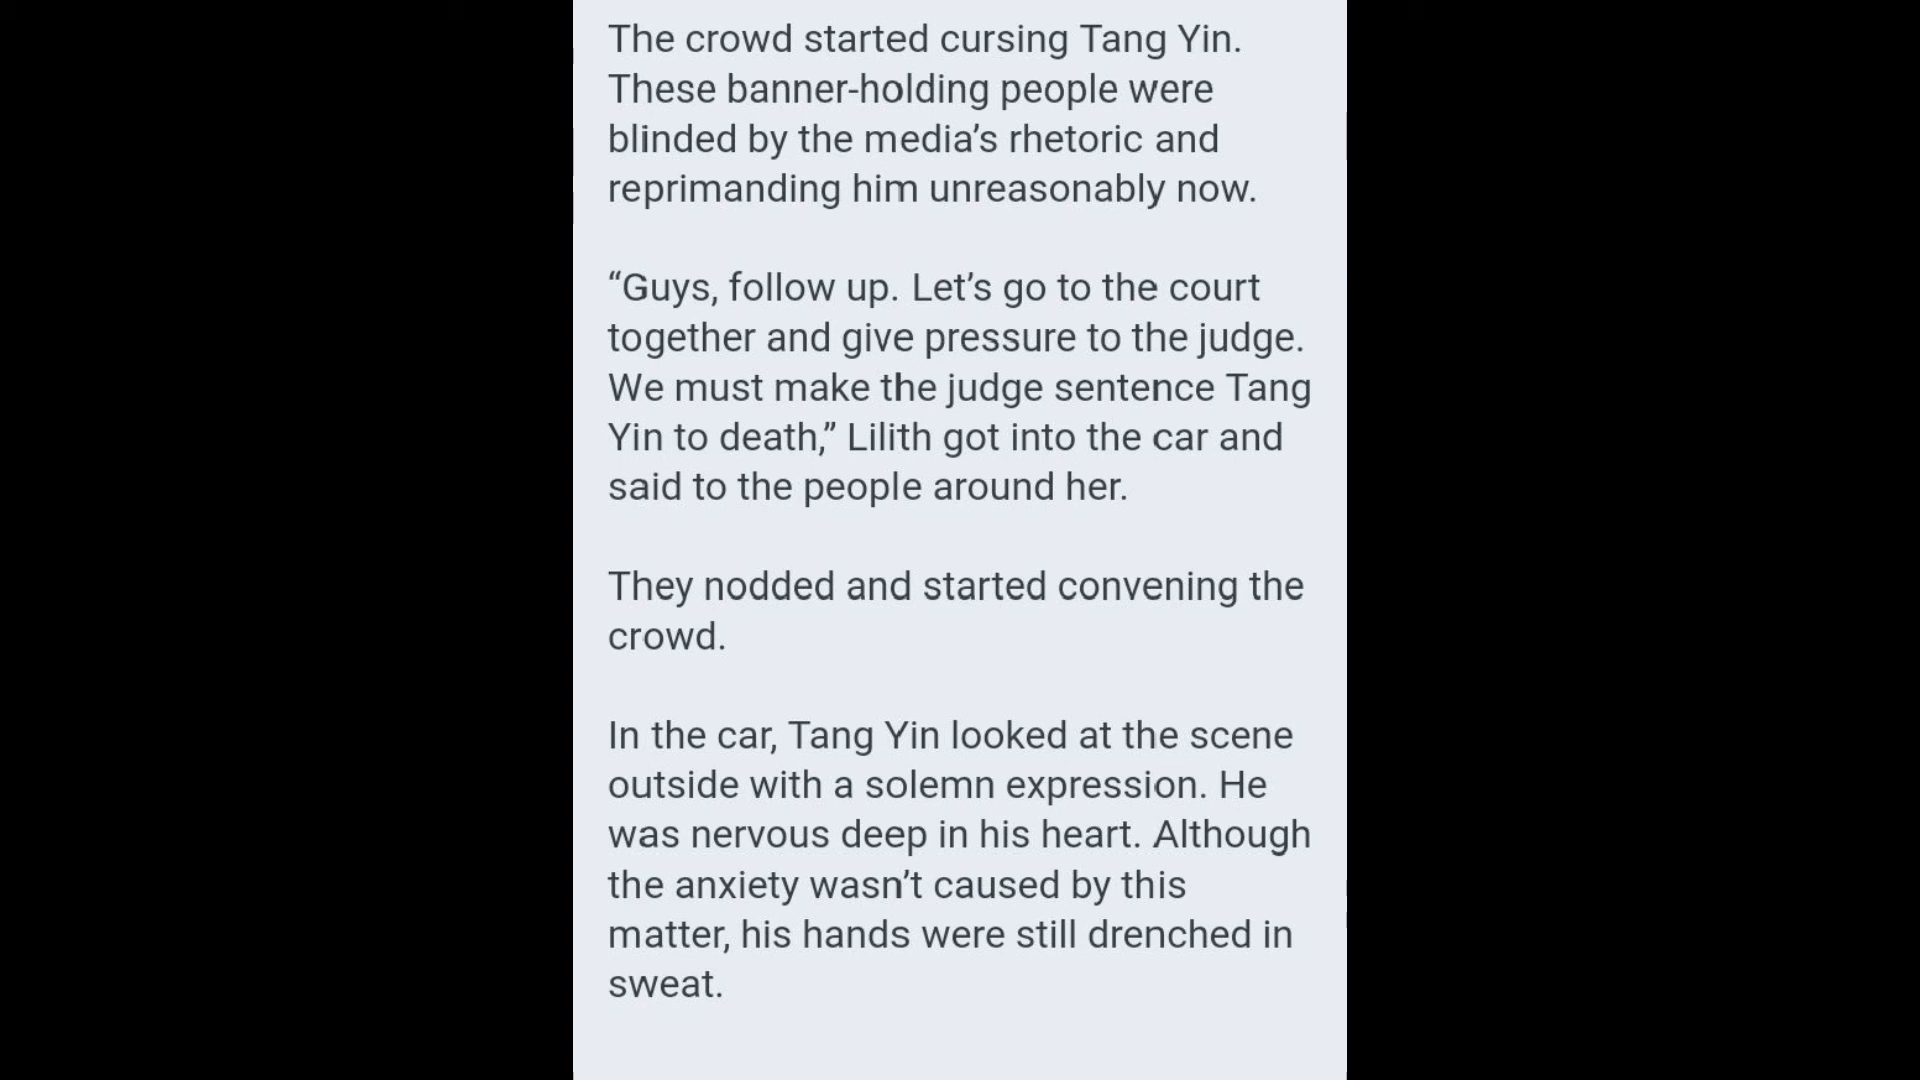 The crowd started cursing Tang Yin.
These banner-holding people were
blinded by the media’s rhetoric and
reprimanding him unreasonably now.
“Guys, follow up. Let’s go to the court
together and give pressure to the judge.
We must make the judge sentence Tang
Yin to death,” Lilith got into the car and
said to the people around her.
They nodded and started convening the
crowd.
In the car, Tang Yin looked at the scene
outside with a solemn expression. He
was nervous deep in his heart. Although
the anxiety wasn’t caused by this
matter, his hands were still drenched in
sweat.